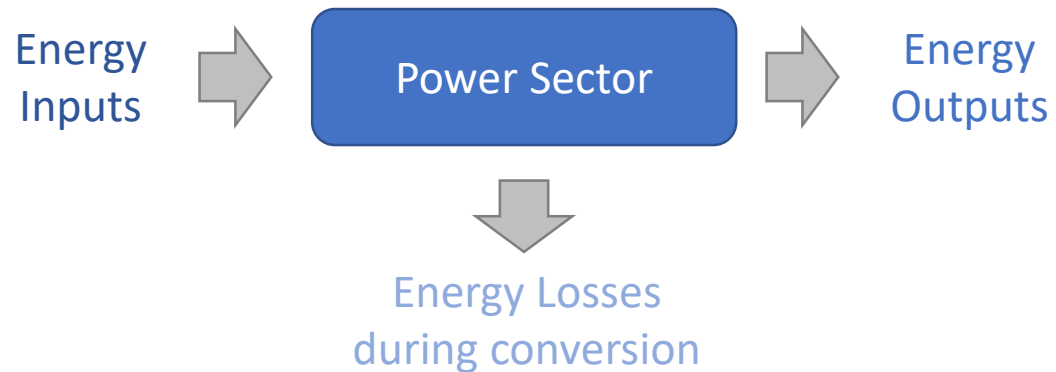 Energy
Inputs
Power Sector
Energy
Outputs
Energy Losses
during conversion